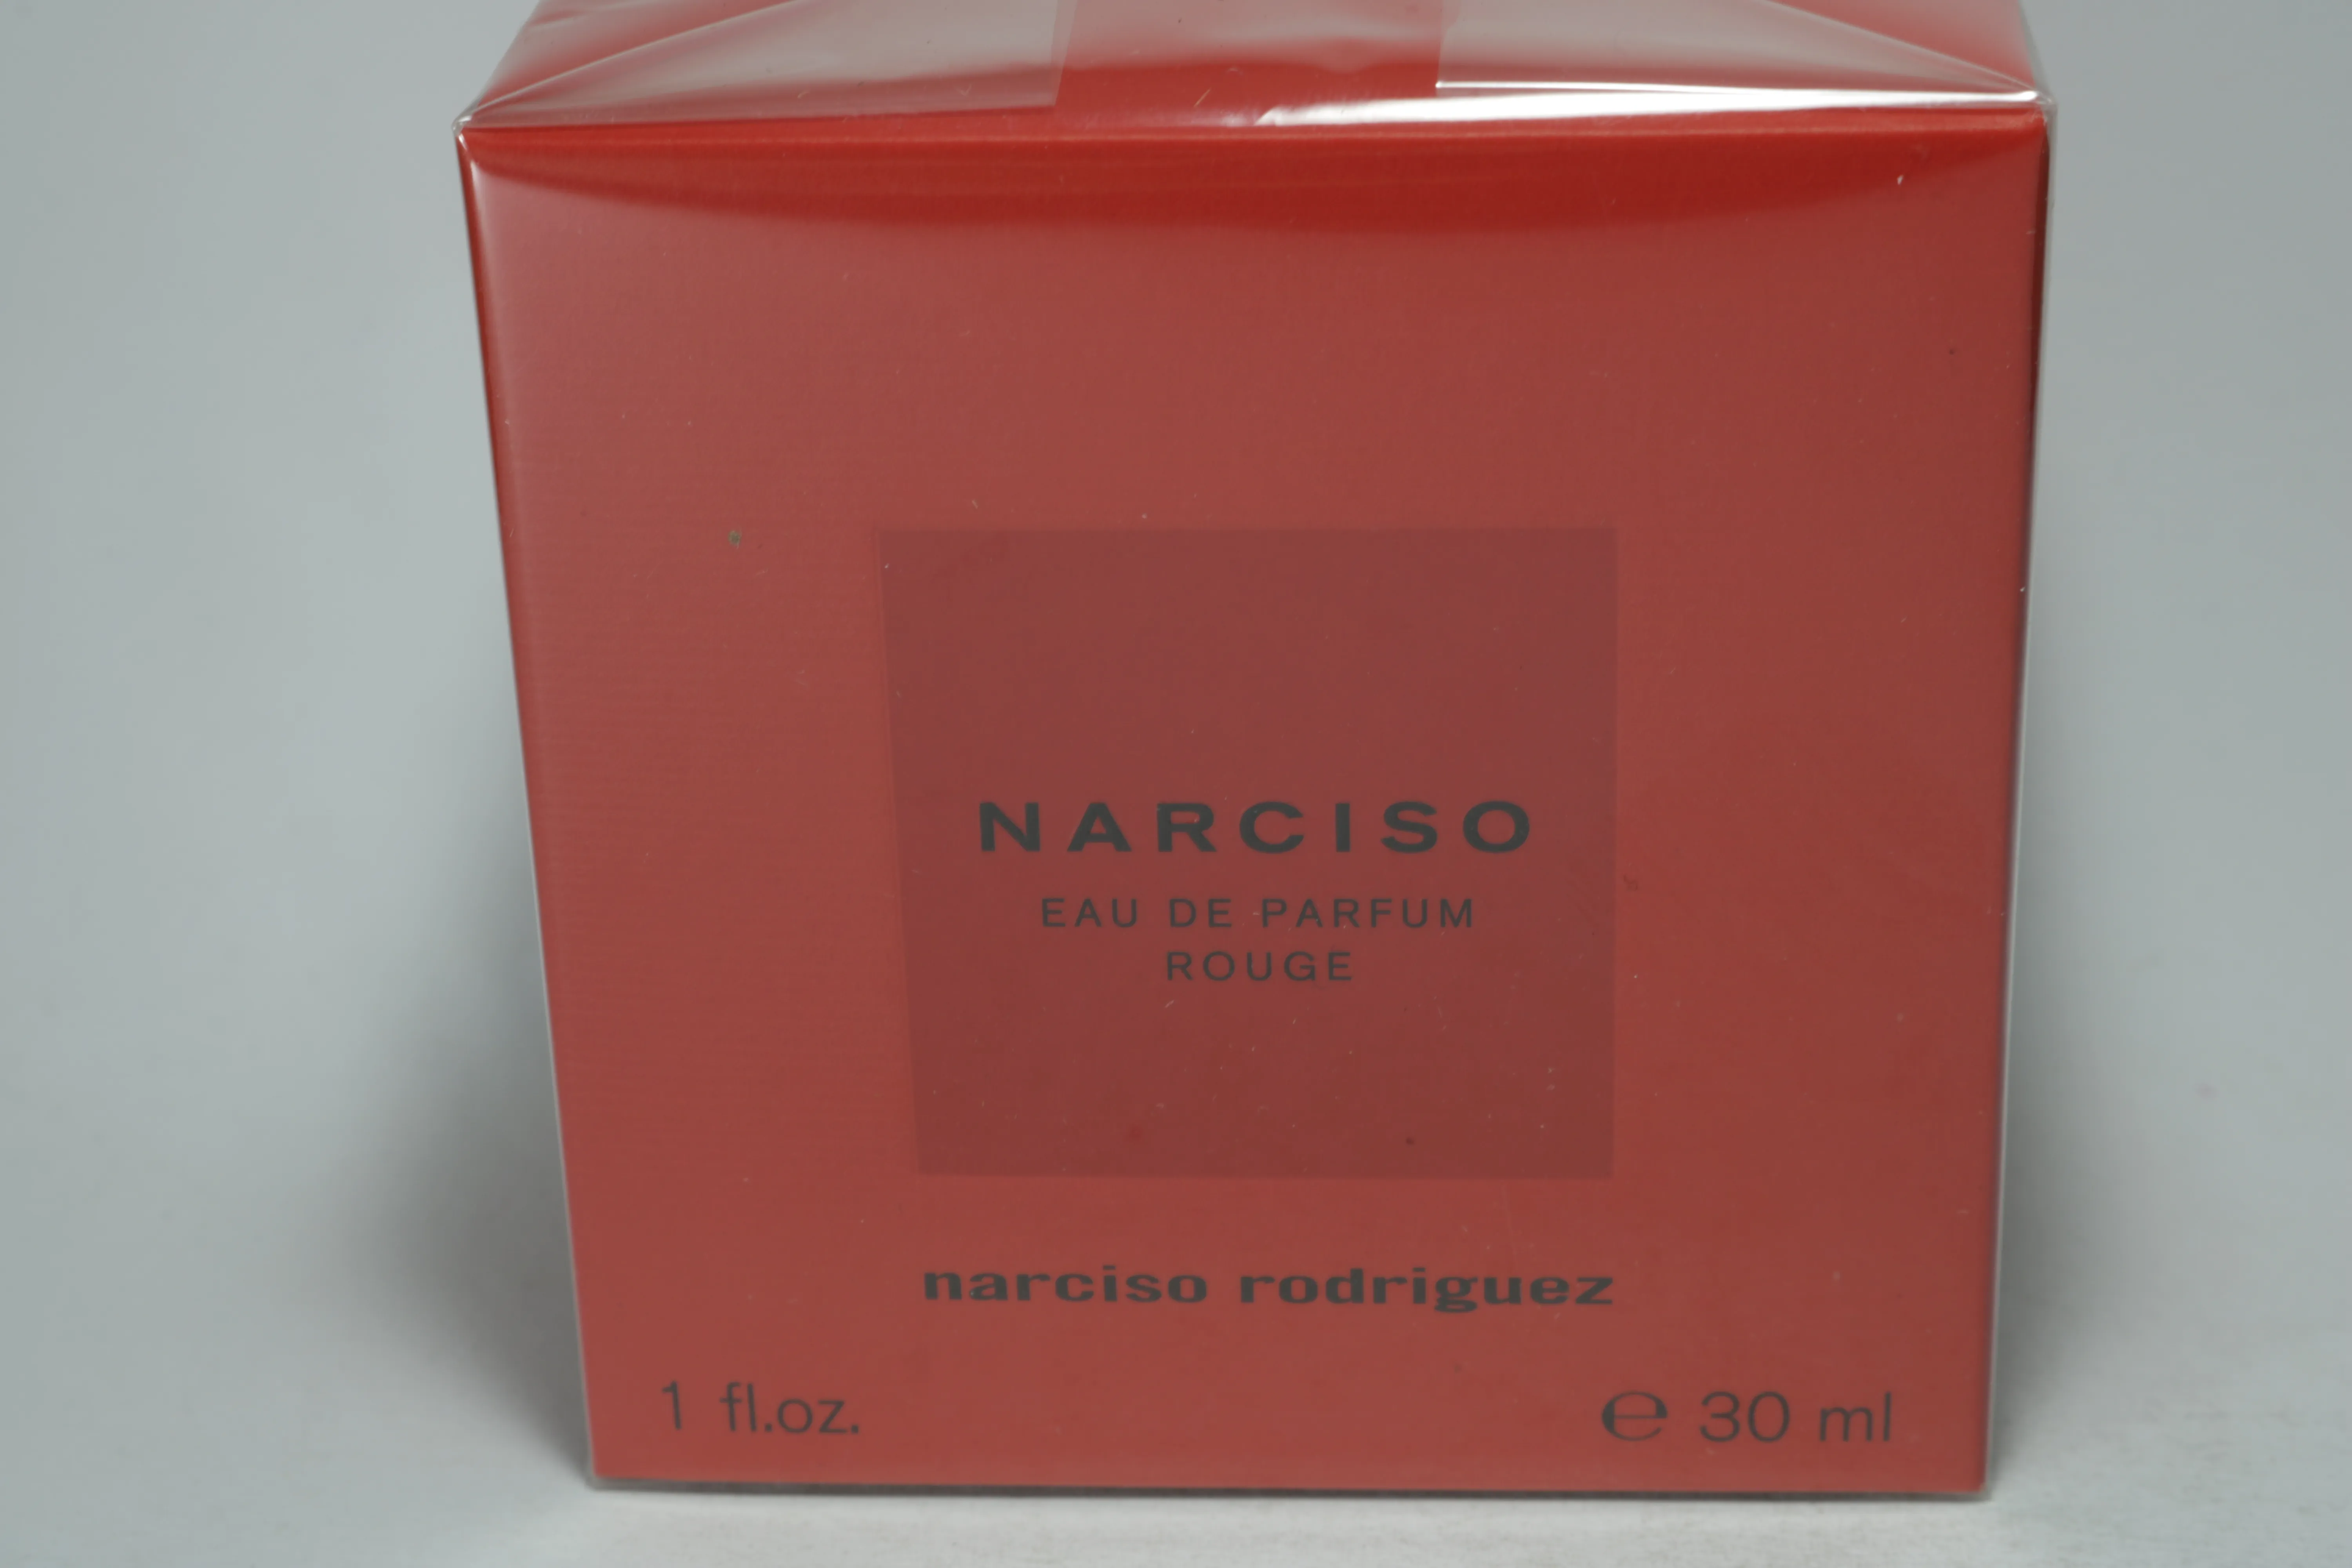 NARCISO
EAU DE PARFUM
ROUGE
narciso rodriguez
1 fl.oz. ℮ 30 ml